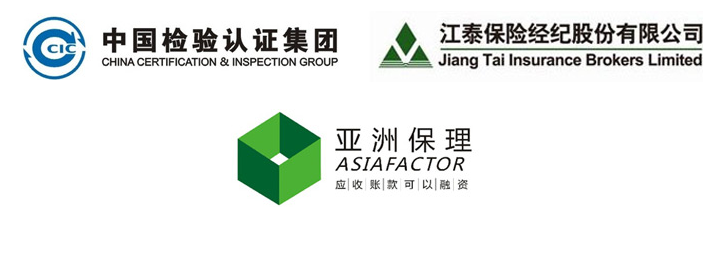 CCIC
中国检验认证集团
CHINA CERTIFICATION & INSPECTION GROUP
江泰保险经纪股份有限公司
Jiang Tai Insurance Brokers Limited
亚洲保理
ASIAFACTOR
应|收|账|款|可|以|融|资